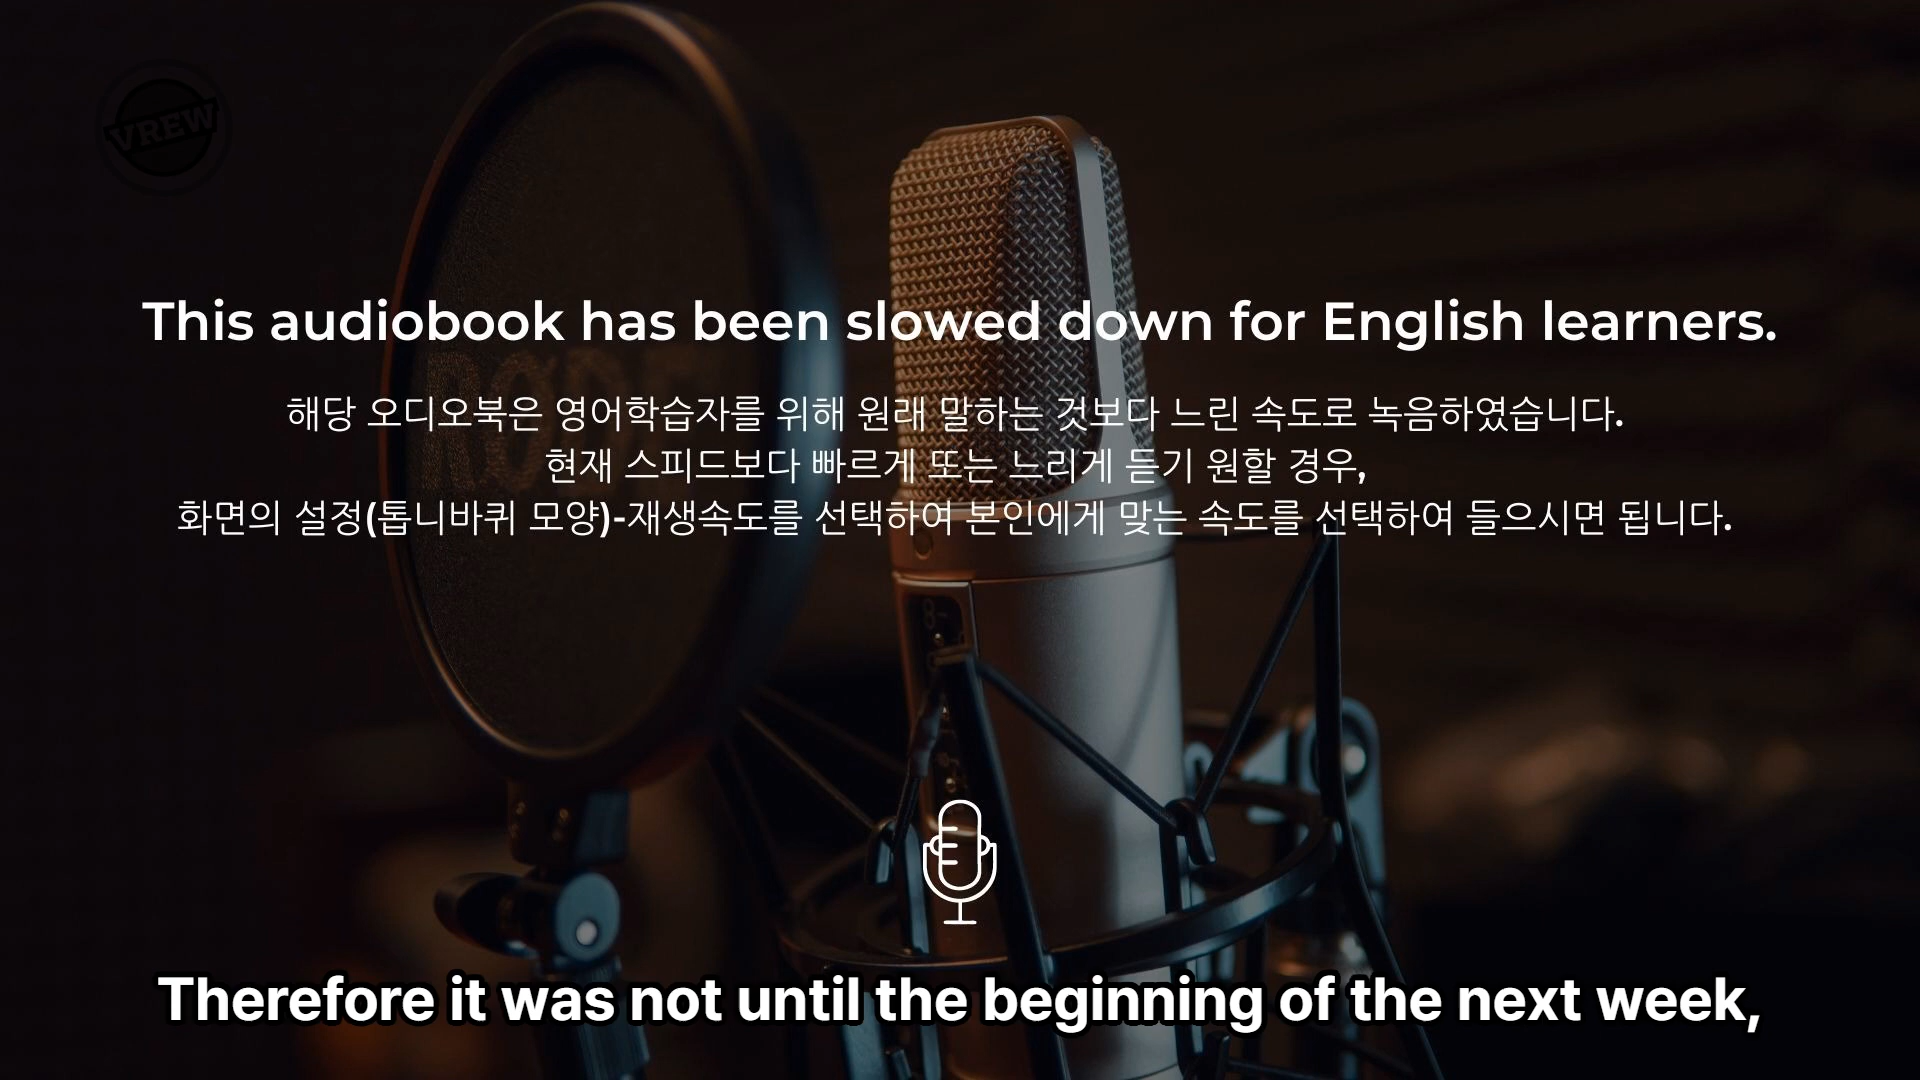 VREW
This audiobook has been slowed down for English learners.
해당 오디오북은 영어학습자를 위해 원래 말하는 것보다 느린 속도로 녹음하였습니다.
현재 스피드보다 빠르게 또는 느리게 듣기 원할 경우,
화면의 설정(톱니바퀴 모양)-재생속도를 선택하여 본인에게 맞는 속도를 선택하여 들으시면 됩니다.
Therefore it was not until the beginning of the next week,